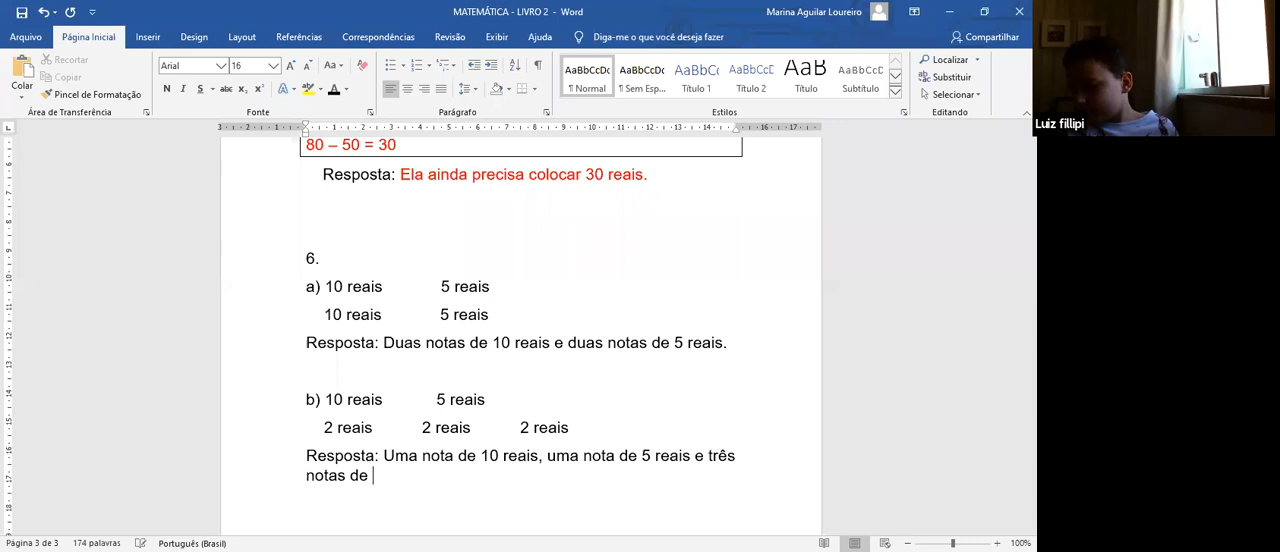 MATEMÁTICA - LIVRO 2 - Word
Marina Aguilar Loureiro
Arquivo Página Inicial Inserir Design Layout Referências Correspondências Revisão Exibir Ajuda Diga-me o que você deseja fazer Compartilhar
Colar
Recortar
Copiar
Pincel de Formatação
Área de Transferência
Arial 16
N I S abc X₂ X²
Fonte
Parágrafo
AaBbCcDc AaBbCcDc AaBbCc AaBbCcD AaB AaBbCcD
¶ Normal ¶ Sem Esp... Título 1 Título 2 Título Subtítulo
Estilos
Localizar
Substituir
Selecionar
Editando
Luiz fillipi
80 – 50 = 30
Resposta: Ela ainda precisa colocar 30 reais.
6.
a) 10 reais 5 reais
10 reais 5 reais
Resposta: Duas notas de 10 reais e duas notas de 5 reais.
b) 10 reais 5 reais
2 reais 2 reais 2 reais
Resposta: Uma nota de 10 reais, uma nota de 5 reais e três
notas de
Página 3 de 3 174 palavras Português (Brasil) 100%